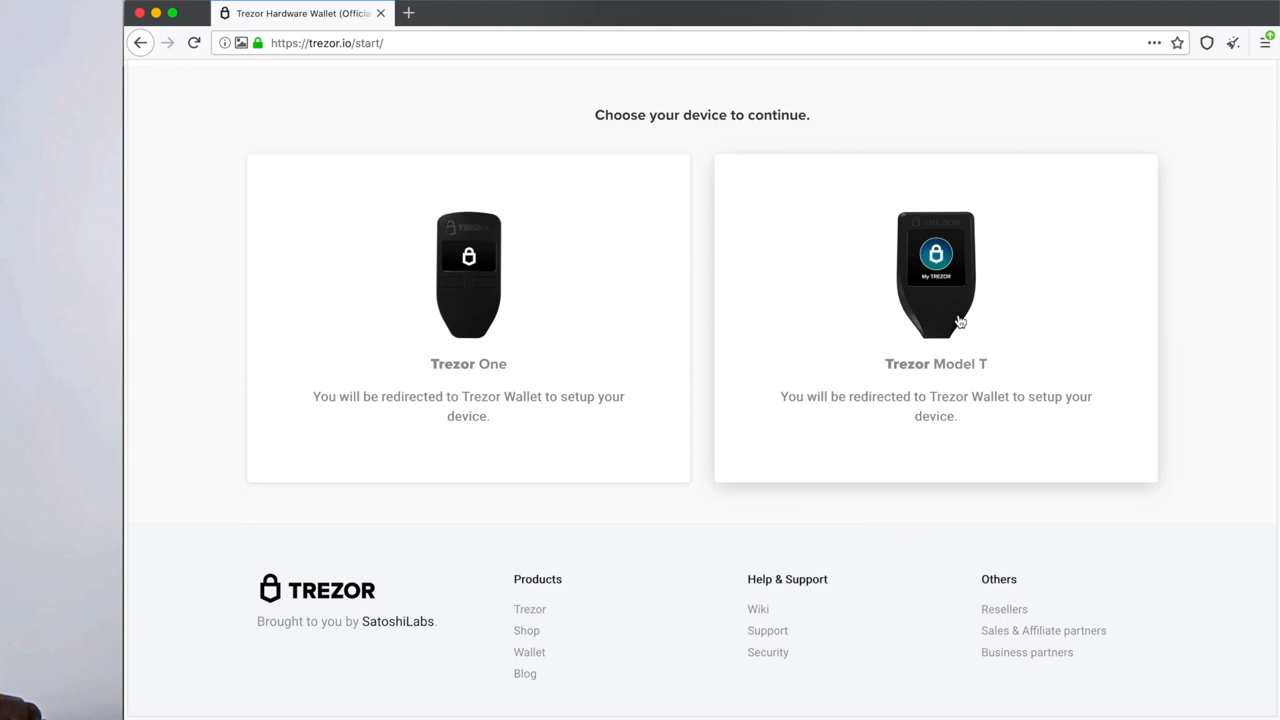 Trezor Hardware Wallet (Officia
https://trezor.io/start/
Choose your device to continue.
TREZOR
My TREZOR
Trezor One
Trezor Model T
You will be redirected to Trezor Wallet to setup your
device.
You will be redirected to Trezor Wallet to setup your
device.
TREZOR
Brought to you by SatoshiLabs.
Products
Trezor
Shop
Wallet
Blog
Help & Support
Wiki
Support
Security
Others
Resellers
Sales & Affiliate partners
Business partners